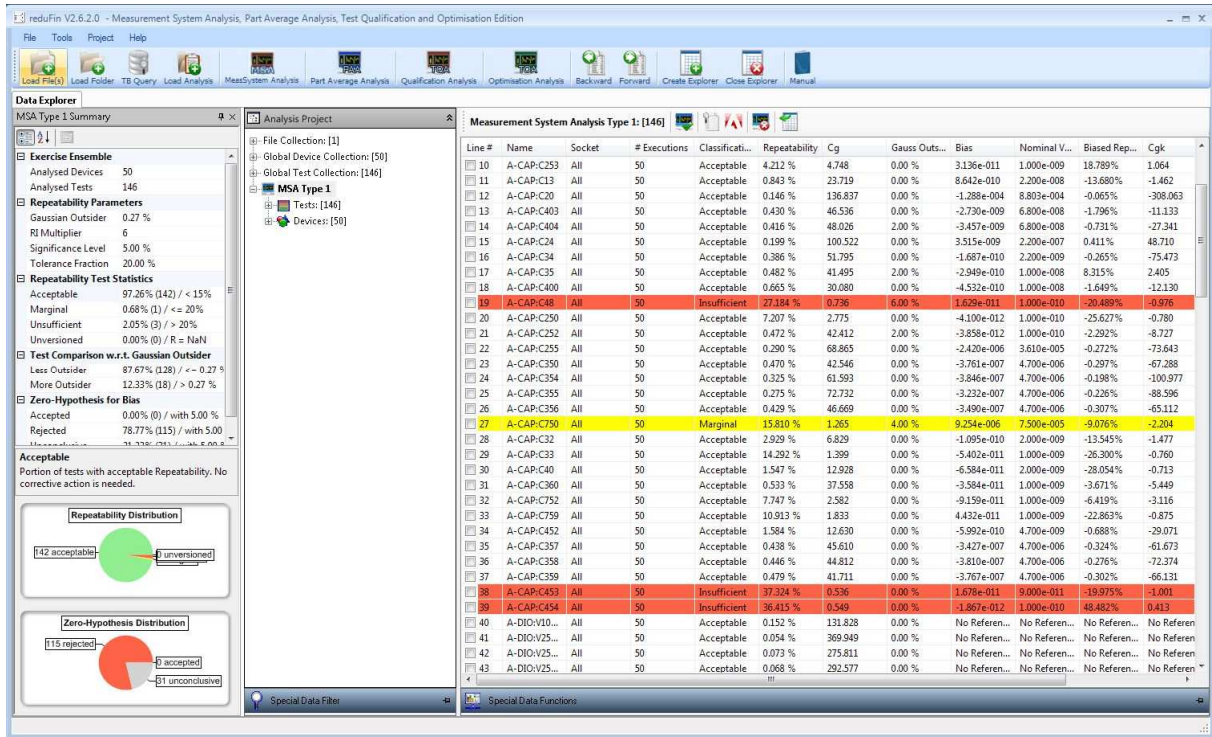 reduFin V2.6.2.0 - Measurement System Analysis, Part Average Analysis, Test Qualification and Optimisation Edition
File Tools Project Help
Load File(s) Load Folder TB Query Load Analysis MeasSystem Analysis Part Average Analysis Qualification Analysis Optimisation Analysis Backward Forward Create Explorer Close Explorer Manual
MSA PAA TQA TOA
Data Explorer
MSA Type 1 Summary
Exercise Ensemble
Analysed Devices 50
Analysed Tests 146
Repeatability Parameters
Gaussian Outsider 0.27 %
RI Multiplier 6
Significance Level 5.00 %
Tolerance Fraction 20.00 %
Repeatability Test Statistics
Acceptable 97.26% (142) / < 15%
Marginal 0.68% (1) / <= 20%
Unsufficient 2.05% (3) / > 20%
Unversioned 0.00% (0) / R = NaN
Test Comparison w.r.t. Gaussian Outsider
Less Outsider 87.67% (128) / <= 0.27 %
More Outsider 12.33% (18) / > 0.27 %
Zero-Hypothesis for Bias
Accepted 0.00% (0) / with 5.00 %
Rejected 78.77% (115) / with 5.00
Acceptable
Portion of tests with acceptable Repeatability. No
corrective action is needed.
Repeatability Distribution
142 acceptable
0 unversioned
Zero-Hypothesis Distribution
115 rejected
0 accepted
31 unconclusive
Analysis Project
File Collection: [1]
Global Device Collection: [50]
Global Test Collection: [146]
MSA Type 1
Tests: [146]
Devices: [50]
Special Data Filter
Measurement System Analysis Type 1: [146]
Line # Name Socket # Executions Classificati... Repeatability Cg Gauss Outs... Bias Nominal V... Biased Rep... Cgk
10 A-CAP:C253 All 50 Acceptable 4.212 % 4.748 0.00 % 3.136e-011 1.000e-009 18.789% 1.064
11 A-CAP:C13 All 50 Acceptable 0.843 % 23.719 0.00 % 8.642e-010 2.200e-008 -13.680% -1.462
12 A-CAP:C20 All 50 Acceptable 0.146 % 136.837 0.00 % -1.288e-004 8.803e-004 -0.065% -308.063
13 A-CAP:C403 All 50 Acceptable 0.430 % 46.536 0.00 % -2.730e-009 6.800e-008 -1.796% -11.133
14 A-CAP:C404 All 50 Acceptable 0.416 % 48.026 2.00 % -3.457e-009 6.800e-008 -0.731% -27.341
15 A-CAP:C24 All 50 Acceptable 0.199 % 100.522 0.00 % 3.515e-009 2.200e-007 0.411% 48.710
16 A-CAP:C34 All 50 Acceptable 0.386 % 51.795 0.00 % -1.687e-010 2.200e-009 -0.265% -75.473
17 A-CAP:C35 All 50 Acceptable 0.482 % 41.495 2.00 % -2.949e-010 1.000e-008 8.315% 2.405
18 A-CAP:C400 All 50 Acceptable 0.665 % 30.080 0.00 % -4.532e-010 1.000e-008 -1.649% -12.130
19 A-CAP:C48 All 50 Insufficient 27.184 % 0.736 6.00 % 1.629e-011 1.000e-010 -20.489% -0.976
20 A-CAP:C250 All 50 Acceptable 7.207 % 2.775 0.00 % -4.100e-012 1.000e-010 -25.627% -0.780
21 A-CAP:C252 All 50 Acceptable 0.472 % 42.412 2.00 % -3.858e-012 1.000e-010 -2.292% -8.727
22 A-CAP:C255 All 50 Acceptable 0.290 % 68.865 0.00 % -2.420e-006 3.610e-005 -0.272% -73.643
23 A-CAP:C350 All 50 Acceptable 0.470 % 42.546 0.00 % -3.761e-007 4.700e-006 -0.297% -67.288
24 A-CAP:C354 All 50 Acceptable 0.325 % 61.593 0.00 % -3.846e-007 4.700e-006 -0.198% -100.977
25 A-CAP:C355 All 50 Acceptable 0.275 % 72.732 0.00 % -3.232e-007 4.700e-006 -0.226% -88.596
26 A-CAP:C356 All 50 Acceptable 0.429 % 46.669 0.00 % -3.490e-007 4.700e-006 -0.307% -65.112
27 A-CAP:C750 All 50 Marginal 15.810 % 1.265 4.00 % 9.254e-006 7.500e-005 -9.076% -2.204
28 A-CAP:C32 All 50 Acceptable 2.929 % 6.829 0.00 % -1.095e-010 2.000e-009 -13.545% -1.477
29 A-CAP:C33 All 50 Acceptable 14.292 % 1.399 0.00 % -5.402e-011 1.000e-009 -26.300% -0.760
30 A-CAP:C40 All 50 Acceptable 1.547 % 12.928 0.00 % -6.584e-011 2.000e-009 -28.054% -0.713
31 A-CAP:C360 All 50 Acceptable 0.533 % 37.558 0.00 % -3.584e-011 1.000e-009 -3.671% -5.449
32 A-CAP:C752 All 50 Acceptable 7.747 % 2.582 0.00 % -9.159e-011 1.000e-009 -6.419% -3.116
33 A-CAP:C759 All 50 Acceptable 10.913 % 1.833 0.00 % 4.432e-011 1.000e-009 -22.863% -0.875
34 A-CAP:C452 All 50 Acceptable 1.584 % 12.630 0.00 % -5.992e-010 4.700e-009 -0.688% -29.071
35 A-CAP:C357 All 50 Acceptable 0.438 % 45.610 0.00 % -3.427e-007 4.700e-006 -0.324% -61.673
36 A-CAP:C358 All 50 Acceptable 0.446 % 44.812 0.00 % -3.810e-007 4.700e-006 -0.276% -72.374
37 A-CAP:C359 All 50 Acceptable 0.479 % 41.711 0.00 % -3.767e-007 4.700e-006 -0.302% -66.131
38 A-CAP:C453 All 50 Insufficient 37.324 % 0.536 0.00 % 1.678e-011 9.000e-011 -19.975% -1.001
39 A-CAP:C454 All 50 Insufficient 36.415 % 0.549 0.00 % -1.867e-012 1.000e-010 48.482% 0.413
40 A-DIO:V10... All 50 Acceptable 0.152 % 131.828 0.00 % No Referen... No Referen... No Referen... No Referen
41 A-DIO:V25... All 50 Acceptable 0.054 % 369.949 0.00 % No Referen... No Referen... No Referen... No Referen
42 A-DIO:V25... All 50 Acceptable 0.073 % 275.811 0.00 % No Referen... No Referen... No Referen... No Referen
43 A-DIO:V25... All 50 Acceptable 0.068 % 292.577 0.00 % No Referen... No Referen... No Referen... No Referen
Special Data Functions